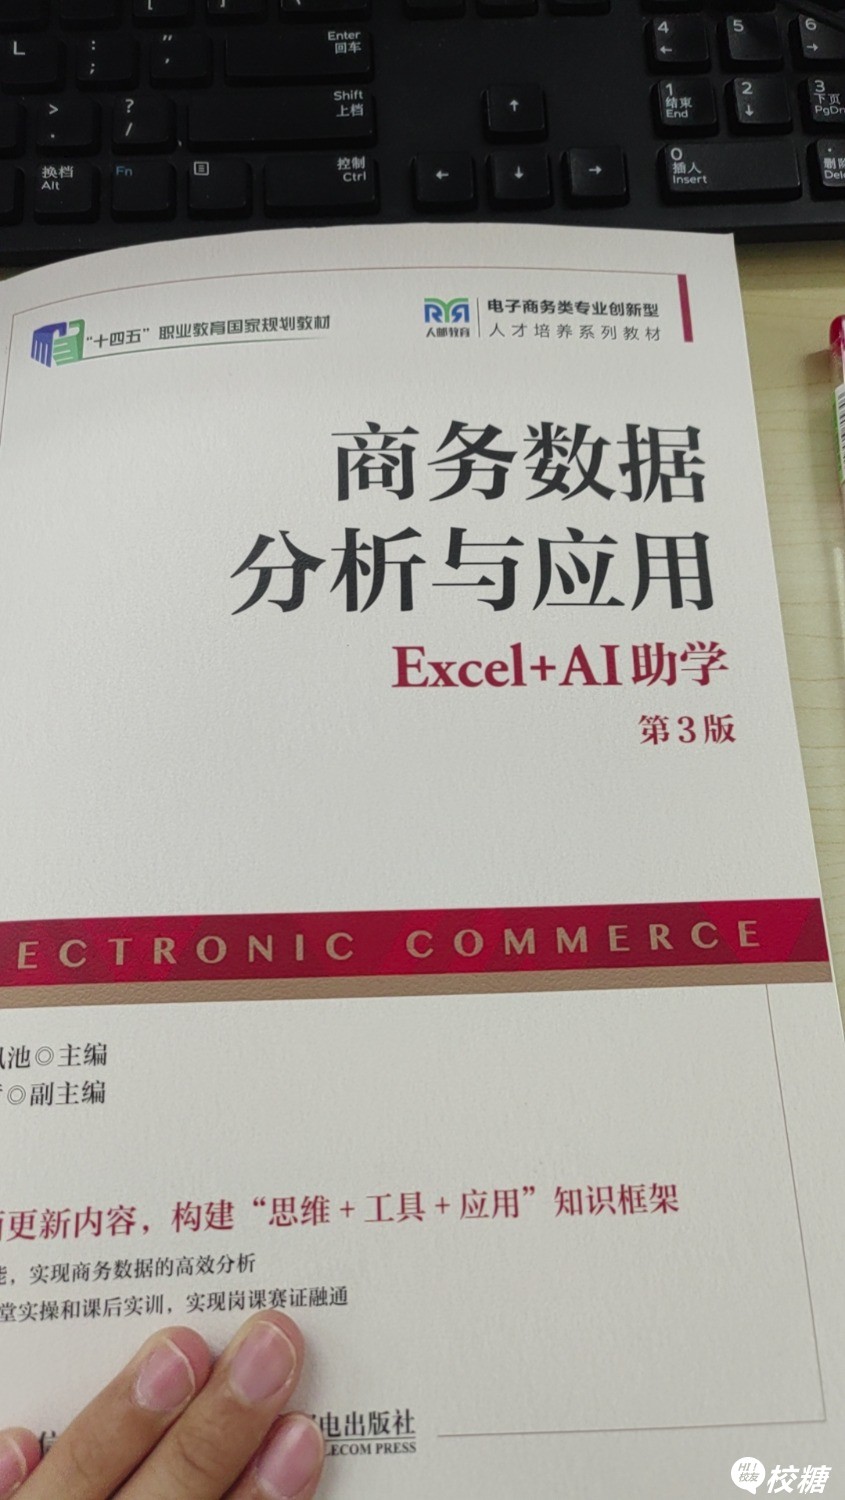 L
:
;
"
'
Enter
回车
>
.
?
/
Shift
上档
换档
Alt
Fn
控制
Ctrl
4
5
6
1
结束
End
2
3
下页
PgDn
0
插入
Insert
"十四五"职业教育国家规划教材
人邮教育
电子商务类专业创新型
人才培养系列教材
商务数据
分析与应用
Excel+AI助学
第3版
ECTRONIC COMMERCE
池◎主编
◎副主编
更新内容，构建“思维+工具+应用”知识框架
能，实现商务数据的高效分析
堂实操和课后实训，实现岗课赛证融通
电出版社
ECOM PRESS
HI！
校友
校糖